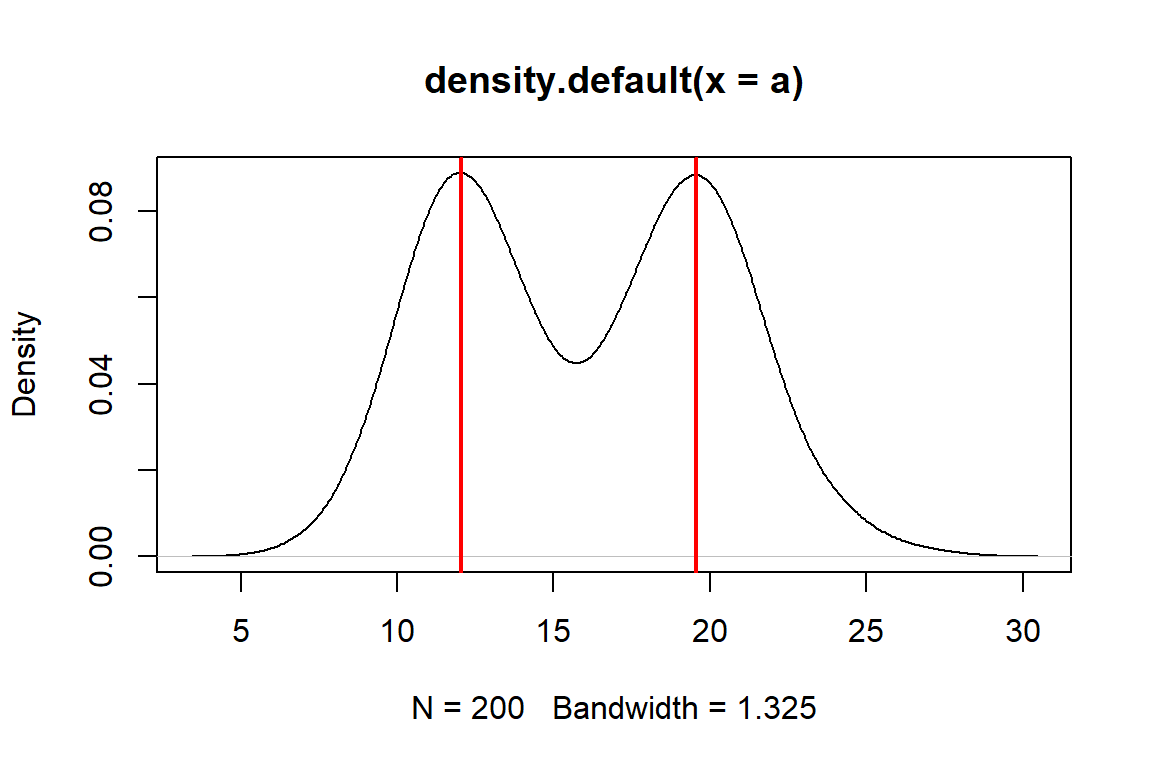 density.default(x = a)
Density
0.08
0.04
0.00
5 10 15 20 25 30
N = 200 Bandwidth = 1.325